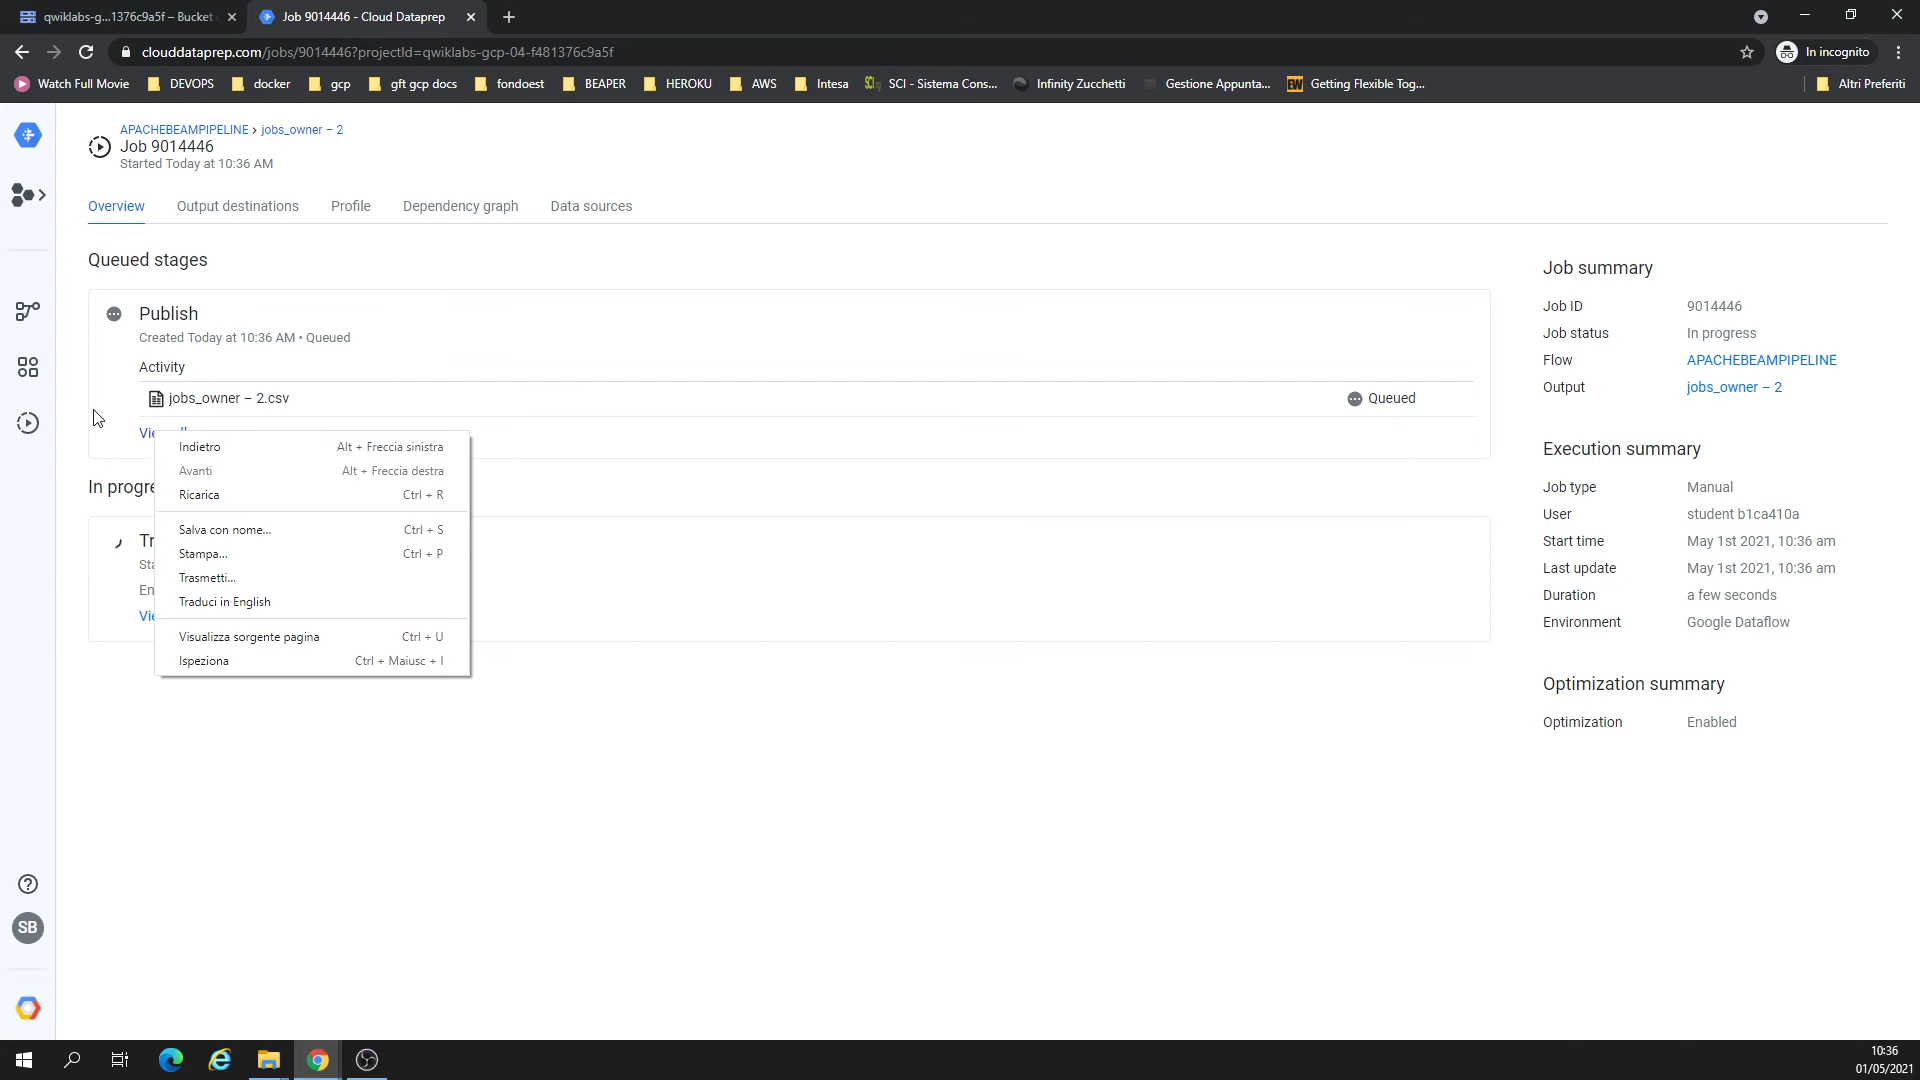 qwiklabs-g...1376c9a5f – Bucket
Job 9014446 - Cloud Dataprep
clouddataprep.com/jobs/9014446?projectId=qwiklabs-gcp-04-f481376c9a5f
In incognito
Watch Full Movie
DEVOPS
docker
gcp
gft gcp docs
fondoest
BEAPER
HEROKU
AWS
Intesa
SCI - Sistema Cons...
Infinity Zucchetti
Gestione Appunta...
Getting Flexible Tog...
Altri Preferiti
APACHEBEAMPIPELINE › jobs_owner – 2
Job 9014446
Started Today at 10:36 AM
Overview
Output destinations
Profile
Dependency graph
Data sources
Queued stages
Publish
Created Today at 10:36 AM • Queued
Activity
jobs_owner – 2.csv
Queued
Indietro
Alt + Freccia sinistra
Avanti
Alt + Freccia destra
Ricarica
Ctrl + R
Salva con nome...
Ctrl + S
Stampa...
Ctrl + P
Trasmetti...
Traduci in English
Visualizza sorgente pagina
Ctrl + U
Ispeziona
Ctrl + Maiusc + I
Job summary
Job ID
9014446
Job status
In progress
Flow
APACHEBEAMPIPELINE
Output
jobs_owner – 2
Execution summary
Job type
Manual
User
student b1ca410a
Start time
May 1st 2021, 10:36 am
Last update
May 1st 2021, 10:36 am
Duration
a few seconds
Environment
Google Dataflow
Optimization summary
Optimization
Enabled
SB
10:36
01/05/2021